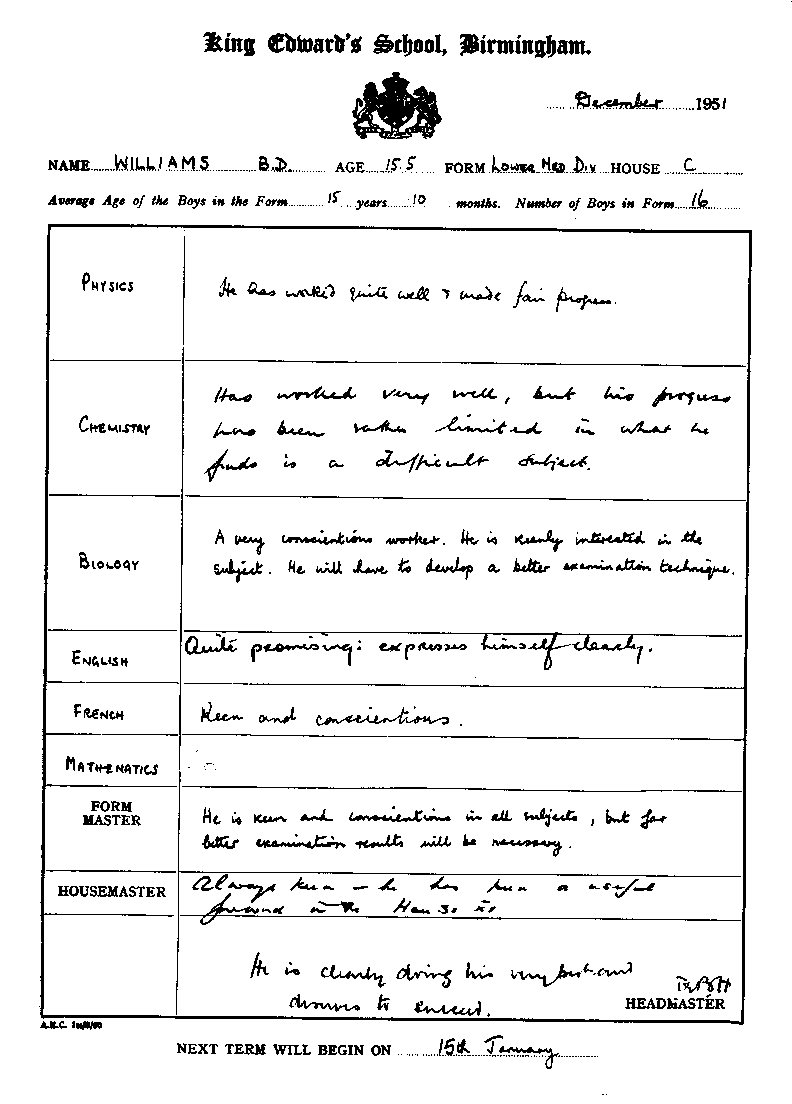 King Edward's School, Birmingham.
December 1951
NAME WILLIAMS B.D. AGE 15.5 FORM LOWER MED DIV HOUSE C
Average Age of the Boys in the Form 15 years 10 months. Number of Boys in Form 16
PHYSICS
He has worked quite well & made fair progress.
CHEMISTRY
Has worked very well, but his progress
has been rather limited in what he
finds is a difficult subject.
BIOLOGY
A very conscientious worker. He is keenly interested in the
subject. He will have to develop a better examination technique.
ENGLISH
Quite promising: expresses himself clearly.
FRENCH
Keen and conscientious.
MATHEMATICS
FORM
MASTER
He is keen and conscientious in all subjects, but far
better examination results will be necessary.
HOUSEMASTER
Always keen – he has been a useful
forward in the House XV
He is clearly doing his very best and
deserves to succeed.
HEADMASTER
NEXT TERM WILL BEGIN ON 15th January